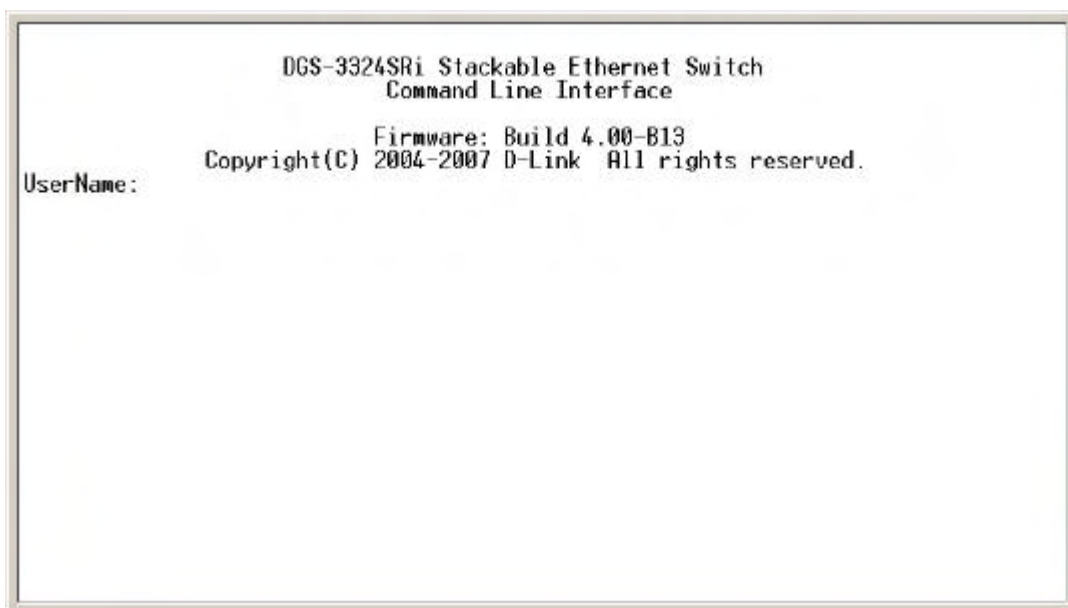 DGS-3324SRi Stackable Ethernet Switch
Command Line Interface
Firmware: Build 4.00-B13
Copyright(C) 2004-2007 D-Link All rights reserved.
UserName: